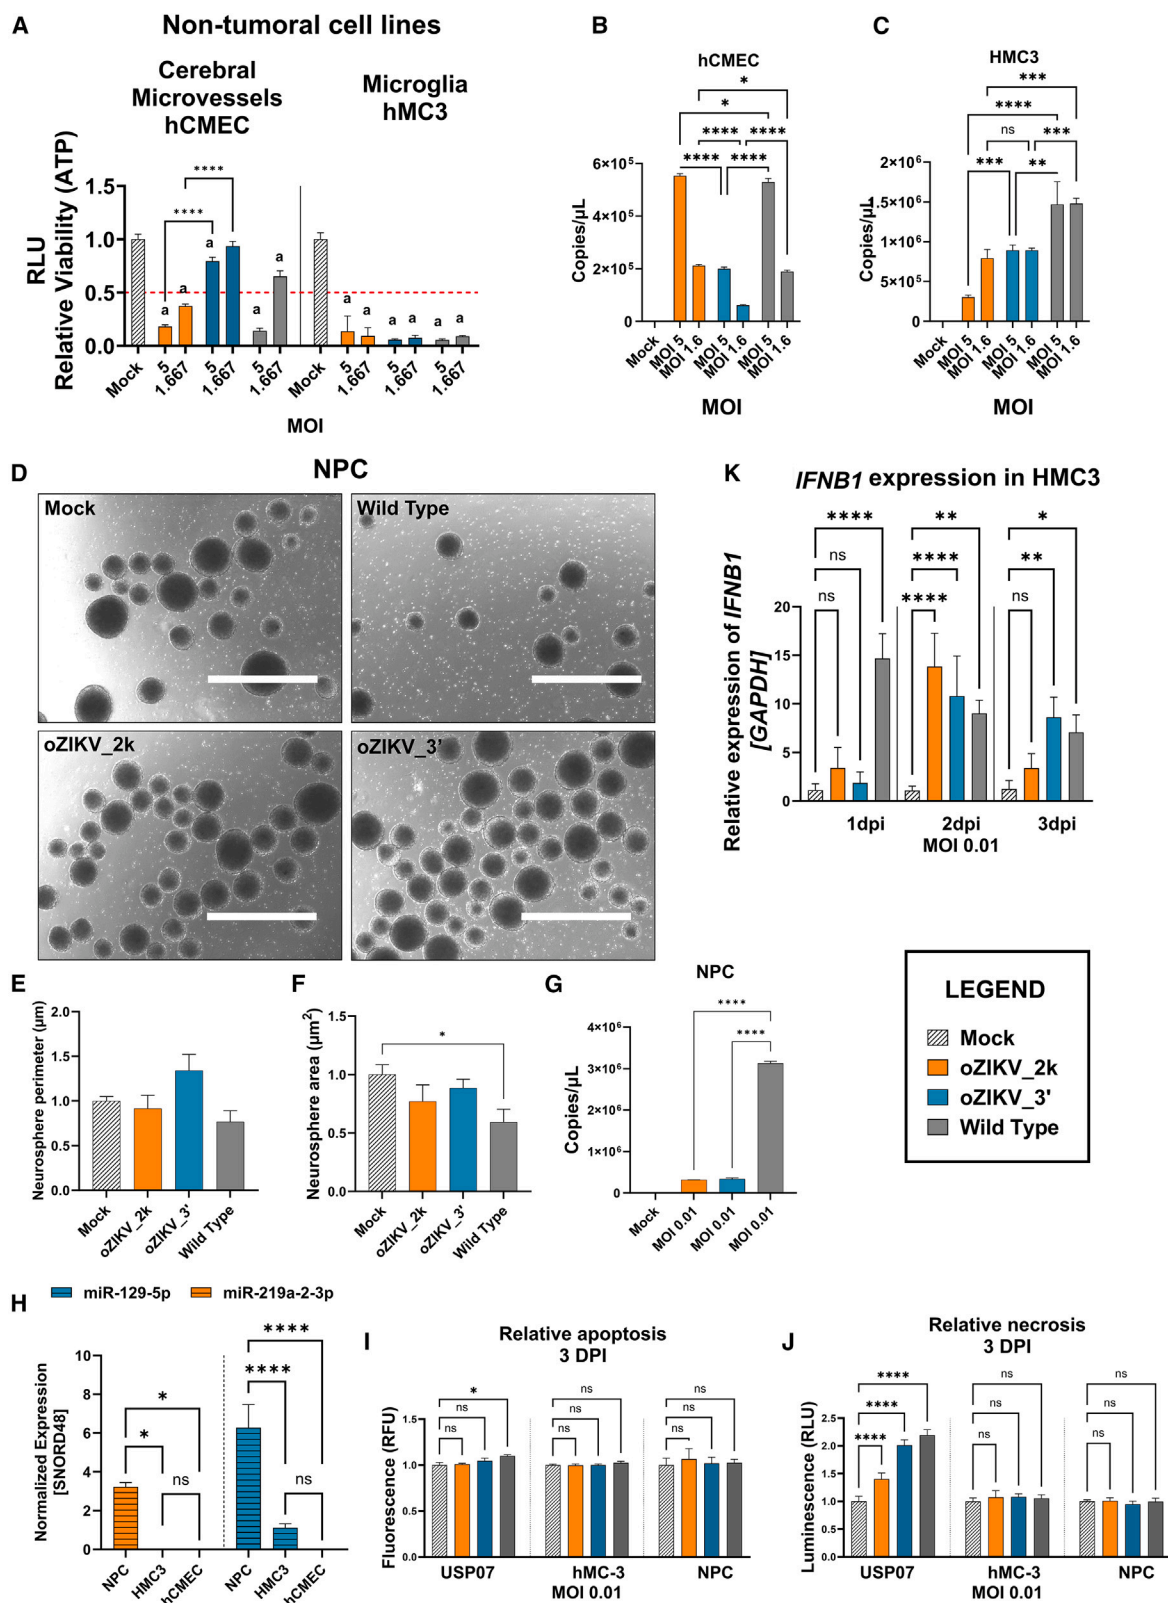 A
Non-tumoral cell lines
Cerebral
Microvessels
hCMEC
Microglia
hMC3
RLU
Relative Viability (ATP)
1.5
1.0
0.5
0.0
****
****
a
a
a
a
a
a
a
a
a
a
a
a
Mock
5
1.667
5
1.667
5
1.667
Mock
5
1.667
5
1.667
5
1.667
MOI
B
hCMEC
*
*
**** ****
**** ****
Copies/µL
6×10⁵
4×10⁵
2×10⁵
0
Mock
MOI 5
MOI 1.6
MOI 5
MOI 1.6
MOI 5
MOI 1.6
MOI
C
HMC3
***
****
ns ***
*** **
Copies/µL
2×10⁶
1×10⁶
5×10⁵
0
Mock
MOI 5
MOI 1.6
MOI 5
MOI 1.6
MOI 5
MOI 1.6
MOI
D
NPC
Mock
Wild Type
oZIKV_2k
oZIKV_3'
K
IFNB1 expression in HMC3
**** ** *
ns **** **
ns **** ns
Relative expression of IFNB1
[GAPDH]
20
15
10
5
0
1dpi 2dpi 3dpi
MOI 0.01
E
Neurosphere perimeter (µm)
2.0
1.5
1.0
0.5
0.0
Mock
oZIKV_2k
oZIKV_3'
Wild Type
F
Neurosphere area (µm²)
1.5
1.0
0.5
0.0
*
Mock
oZIKV_2k
oZIKV_3'
Wild Type
G
NPC
****
****
Copies/µL
4×10⁶
3×10⁶
2×10⁶
1×10⁶
0
Mock
MOI 0.01
MOI 0.01
MOI 0.01
LEGEND
Mock
oZIKV_2k
oZIKV_3'
Wild Type
H
miR-129-5p
miR-219a-2-3p
Normalized Expression
[SNORD48]
10
8
6
4
2
0
*
*
ns
****
****
ns
NPC
HMC3
hCMEC
NPC
HMC3
hCMEC
I
Relative apoptosis
3 DPI
Fluorescence (RFU)
1.5
1.0
0.5
0.0
* ns ns
ns ns ns
ns ns ns
USP07 hMC-3 NPC
MOI 0.01
J
Relative necrosis
3 DPI
Luminescence (RLU)
2.5
2.0
1.5
1.0
0.5
0.0
**** ns ns
**** ns ns
**** ns ns
USP07 hMC-3 NPC
MOI 0.01